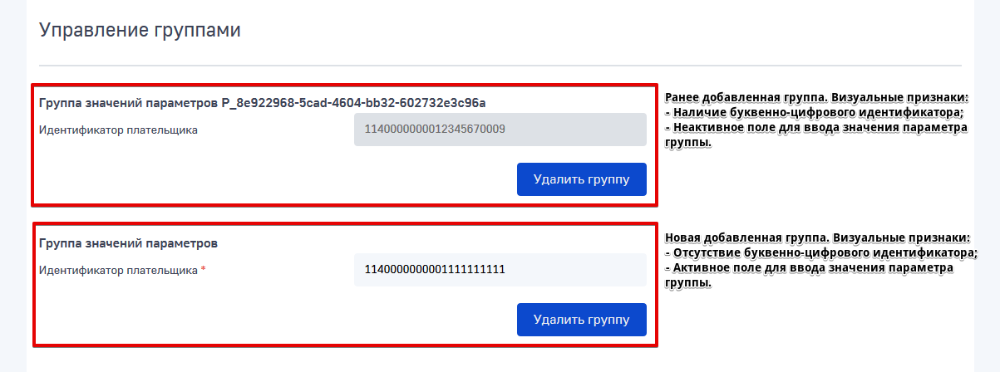 Управление группами
Группа значений параметров P_8e922968-5cad-4604-bb32-602732e3c96a
Идентификатор плательщика
1140000000012345670009
Удалить группу
Ранее добавленная группа. Визуальные признаки:
- Наличие буквенно-цифрового идентификатора;
- Неактивное поле для ввода значения параметра
группы.
Группа значений параметров
Идентификатор плательщика *
1140000000001111111111
Удалить группу
Новая добавленная группа. Визуальные признаки:
- Отсутствие буквенно-цифрового идентификатора;
- Активное поле для ввода значения параметра
группы.